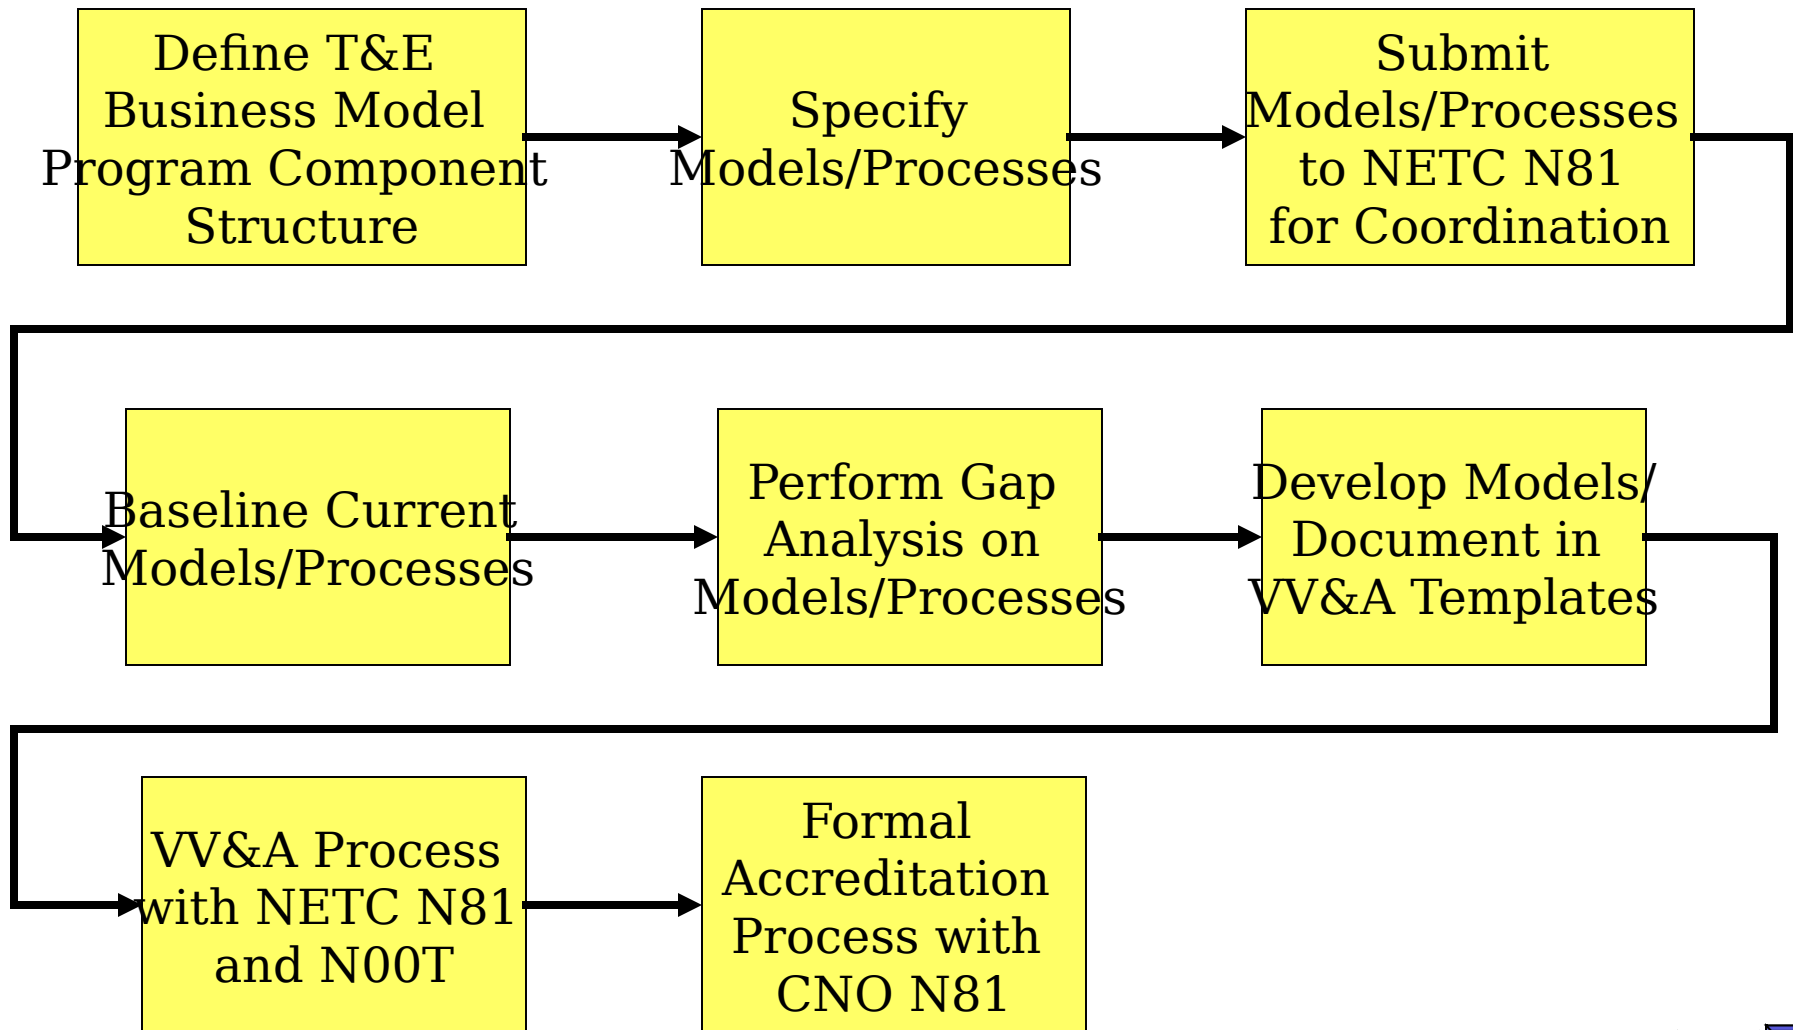 Define T&E
Business Model
Program Component
Structure
Specify
Models/Processes
Submit
Models/Processes
to NETC N81
for Coordination
Baseline Current
Models/Processes
Perform Gap
Analysis on
Models/Processes
Develop Models/
Document in
VV&A Templates
VV&A Process
with NETC N81
and N00T
Formal
Accreditation
Process with
CNO N81